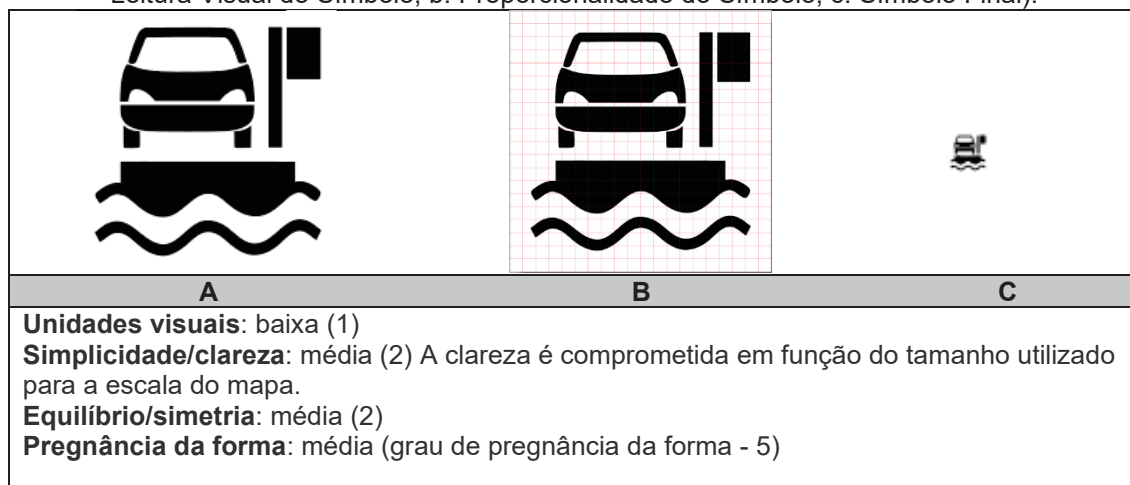 Leitura Visual do Símbolo; b. Proporcionalidade do Símbolo; c. Símbolo Final).
A B C
Unidades visuais: baixa (1)
Simplicidade/clareza: média (2) A clareza é comprometida em função do tamanho utilizado
para a escala do mapa.
Equilíbrio/simetria: média (2)
Pregnância da forma: média (grau de pregnância da forma - 5)